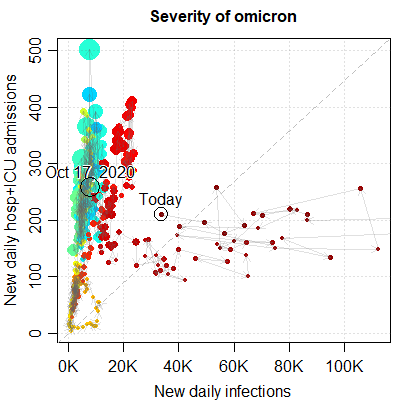 Severity of omicron
New daily hosp+ICU admissions
500
400
300
200
100
0
Oct 17, 2020
Today
0K 20K 40K 60K 80K 100K
New daily infections